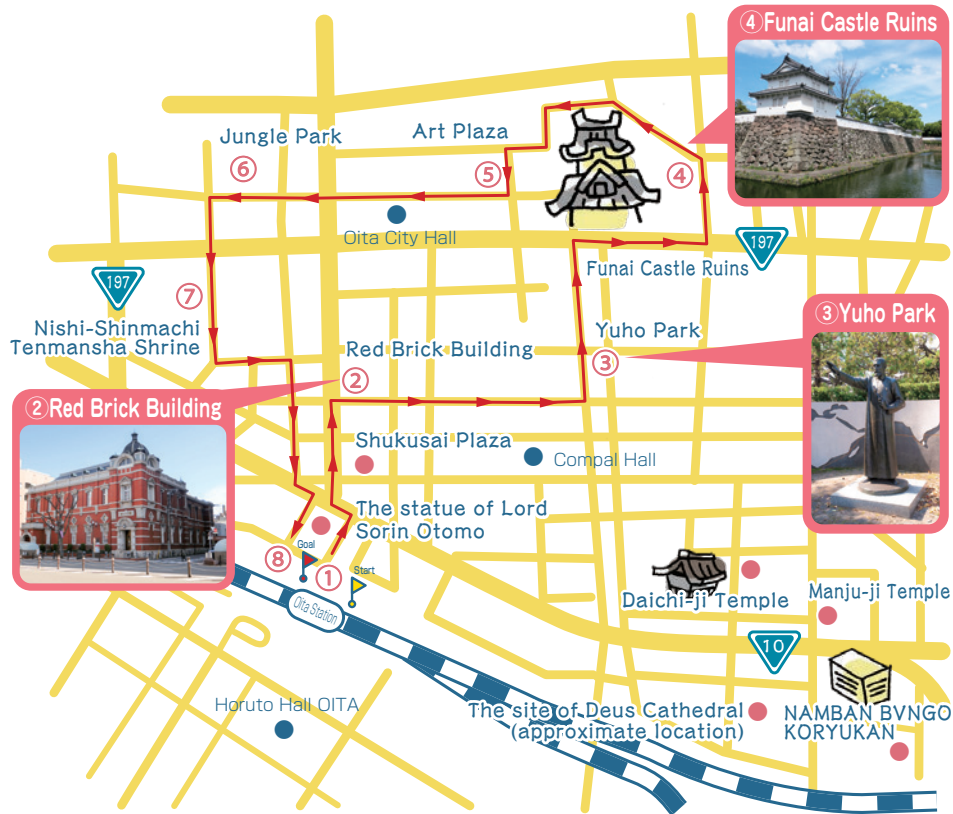 ④Funai Castle Ruins
Jungle Park
⑥
Art Plaza
⑤
④
Oita City Hall
197
Funai Castle Ruins
197
⑦
Nishi-Shinmachi
Tenmansha Shrine
Yuho Park
③
③Yuho Park
Red Brick Building
②
②Red Brick Building
Shukusai Plaza
Compal Hall
The statue of Lord
Sorin Otomo
Goal
⑧
①
Start
Oita Station
Daichi-ji Temple
Manju-ji Temple
10
Horuto Hall OITA
The site of Deus Cathedral
(approximate location)
NAMBAN BVNGO
KORYUKAN